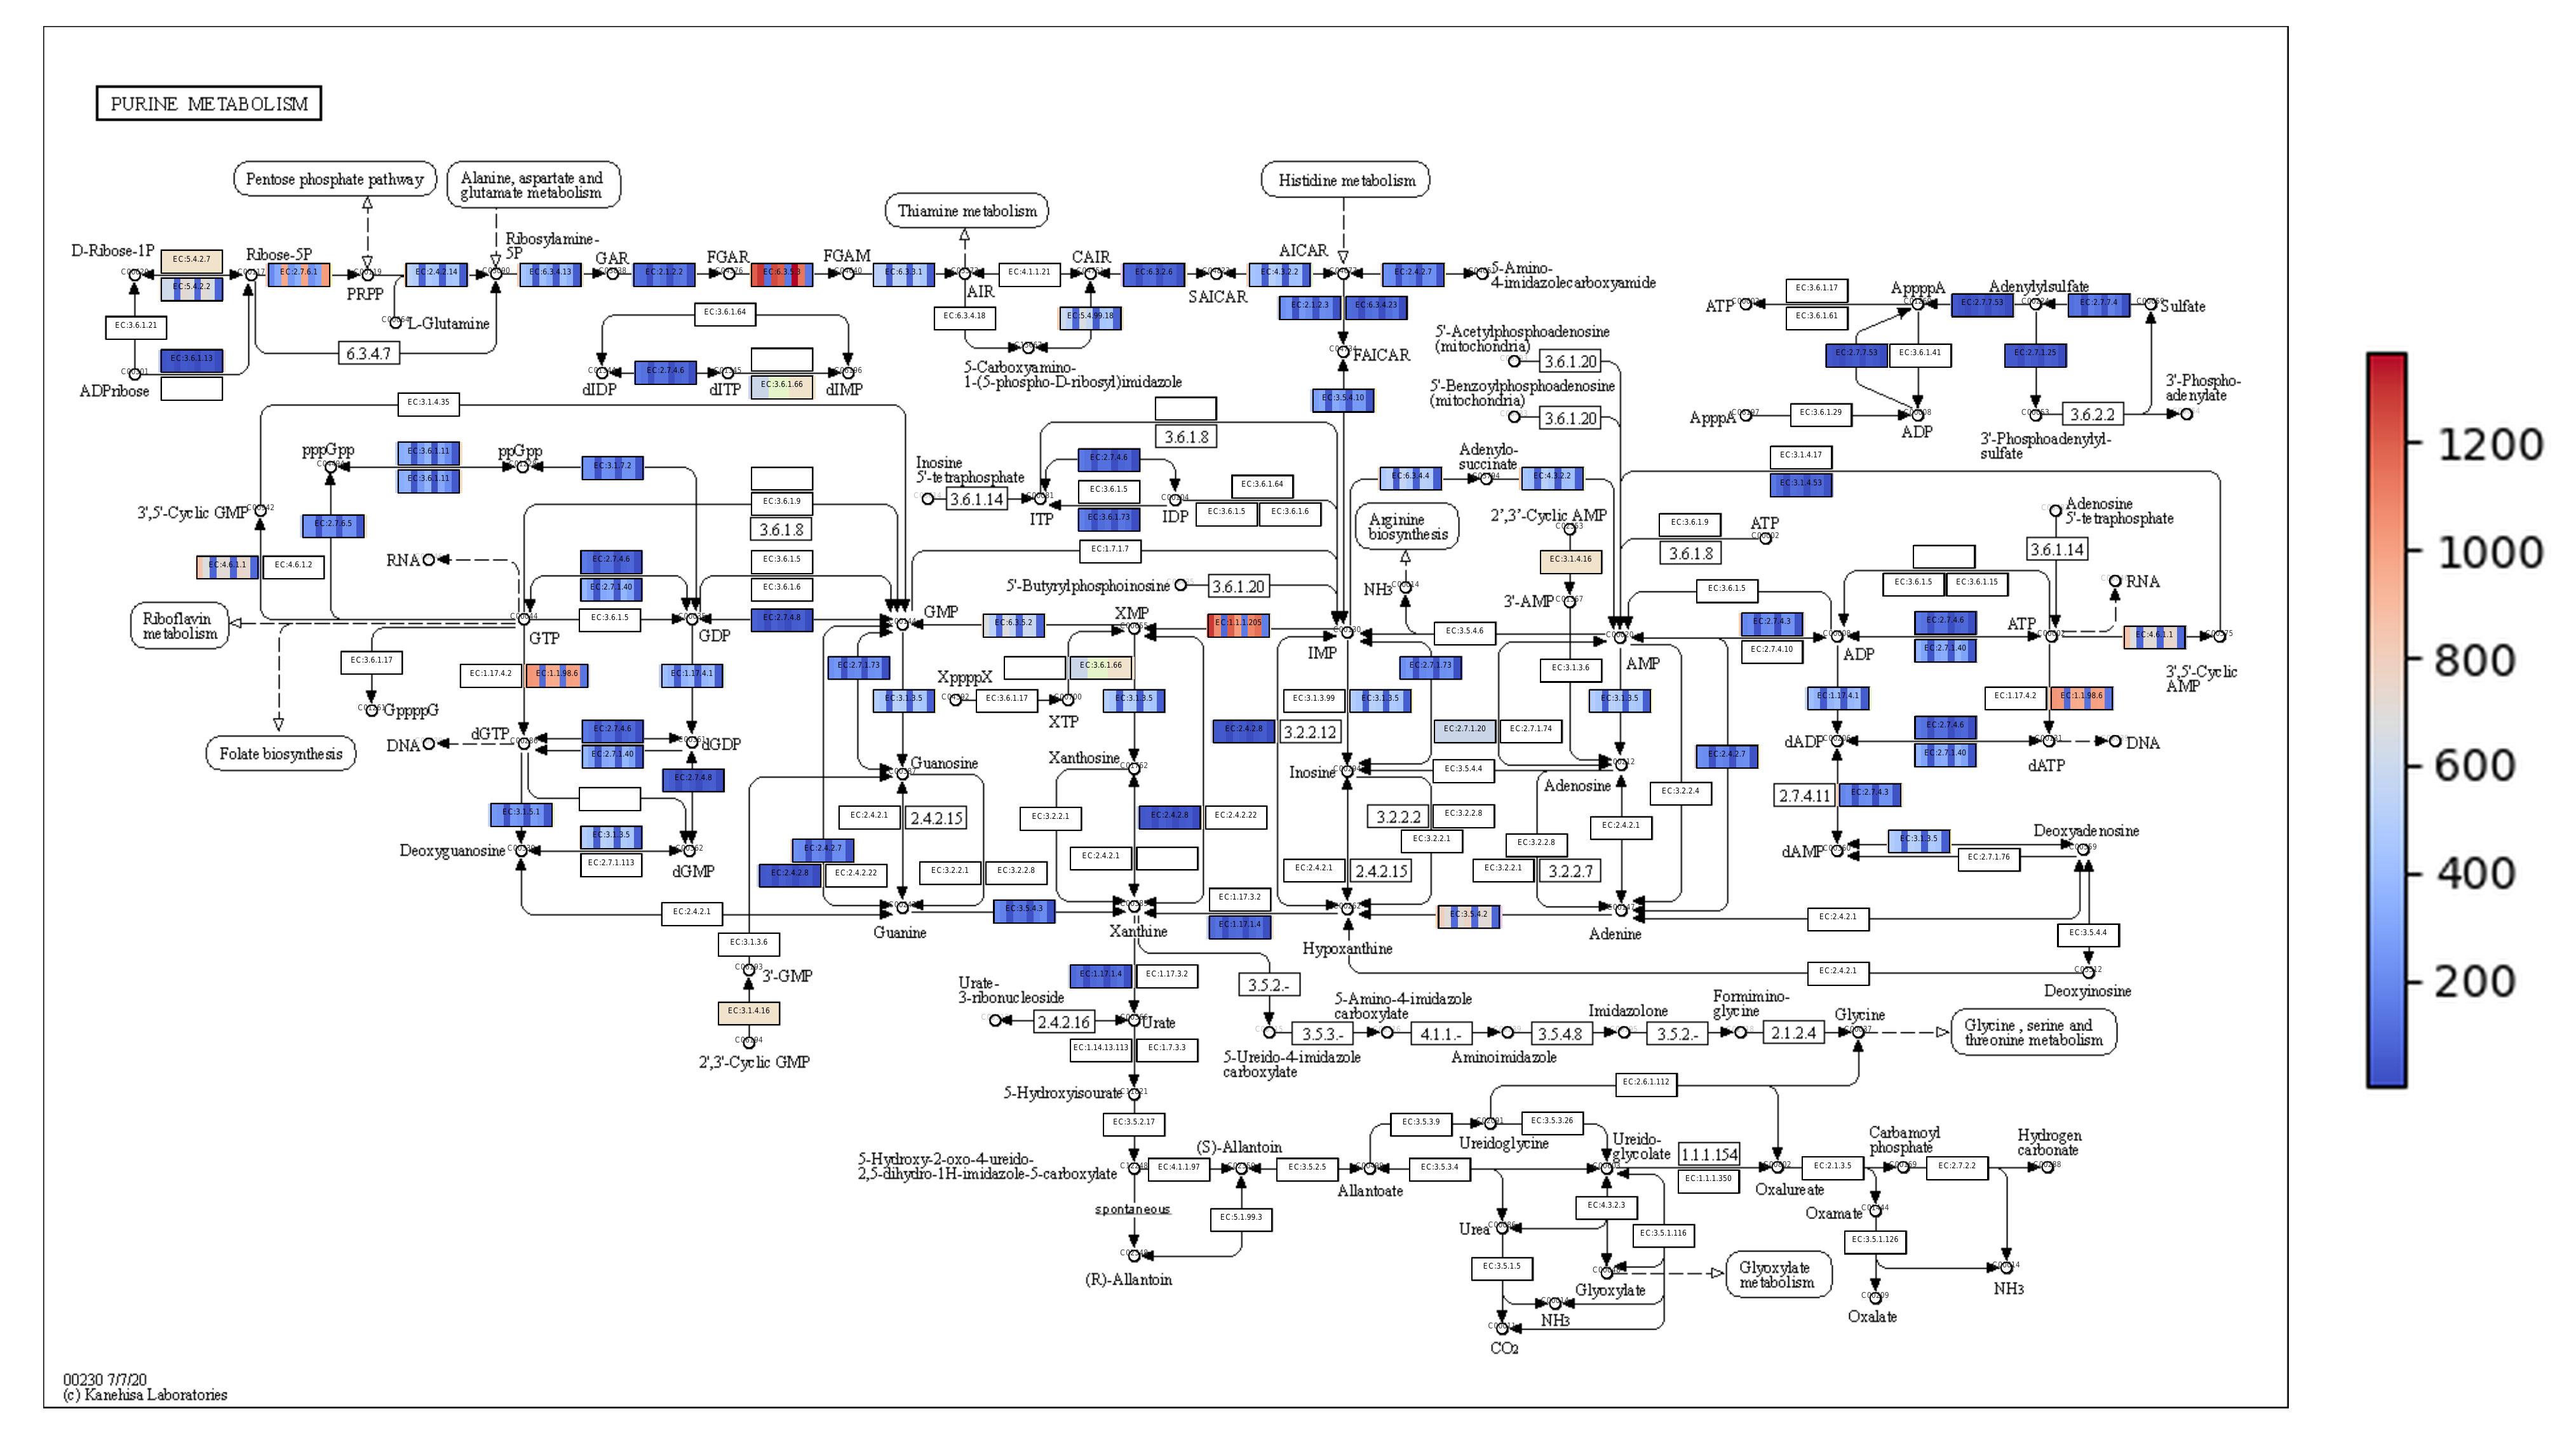 PURINE METABOLISM
Pentose phosphate pathway
Alanine, aspartate and
glutamate metabolism
Histidine metabolism
Thiamine metabolism
D-Ribose-1P
EC:5.4.2.7
EC:5.4.2.2
Ribose-5P
EC:2.7.6.1
PRPP
EC:2.4.2.14
Ribosylamine-
5P
EC:6.3.4.13
GAR
EC:2.1.2.2
FGAR
EC:6.3.5.3
FGAM
EC:6.3.3.1
AIR
EC:4.1.1.21
CAIR
EC:6.3.2.6
SAICAR
EC:4.3.2.2
AICAR
EC:2.4.2.7
5-Amino-
4-imidazolecarboxyamide
EC:3.6.1.21
EC:3.6.1.13
ADPribose
L-Glutamine
6.3.4.7
EC:3.6.1.64
dIDP
EC:2.7.4.6
dITP
EC:3.6.1.66
dIMP
EC:6.3.4.18
EC:5.4.99.18
5-Carboxyamino-
1-(5-phospho-D-ribosyl)imidazole
EC:2.1.2.3
EC:6.3.4.23
FAICAR
EC:3.5.4.10
5'-Acetylphosphoadenosine
(mitochondria)
3.6.1.20
5'-Benzoylphosphoadenosine
(mitochondria)
3.6.1.20
ATP
EC:3.6.1.17
EC:3.6.1.61
AppppA
EC:2.7.7.53
Adenylylsulfate
EC:2.7.7.4
Sulfate
EC:2.7.7.53
EC:3.6.1.41
EC:2.7.1.25
ApppA
EC:3.6.1.29
ADP
3'-Phosphoadenylyl-
sulfate
3.6.2.2
3'-Phospho-
adenylate
EC:3.1.4.35
pppGpp
EC:3.6.1.11
EC:3.6.1.11
ppGpp
EC:3.1.7.2
3',5'-Cyclic GMP
EC:2.7.6.5
EC:4.6.1.1
EC:4.6.1.2
RNA
EC:3.6.1.9
3.6.1.8
EC:2.7.4.6
EC:2.7.1.40
EC:3.6.1.5
EC:3.6.1.6
Inosine
5'-tetraphosphate
3.6.1.14
ITP
3.6.1.8
EC:2.7.4.6
EC:3.6.1.5
EC:3.6.1.73
IDP
EC:3.6.1.64
EC:3.6.1.5
EC:3.6.1.6
EC:1.7.1.7
5'-Butyrylphosphoinosine
3.6.1.20
EC:6.3.4.4
Adenylo-
succinate
EC:4.3.2.2
Arginine
biosynthesis
NH3
2',3'-Cyclic AMP
EC:3.1.4.16
3'-AMP
EC:3.1.4.17
EC:3.1.4.53
EC:3.6.1.9
3.6.1.8
ATP
Adenosine
5'-tetraphosphate
3.6.1.14
EC:3.6.1.5
EC:3.6.1.5
EC:3.6.1.15
RNA
Riboflavin
metabolism
GTP
EC:3.6.1.5
GDP
EC:2.7.4.8
GMP
EC:6.3.5.2
XMP
EC:1.1.1.205
IMP
EC:3.5.4.6
AMP
EC:2.7.4.3
EC:2.7.4.10
ADP
EC:2.7.4.6
EC:2.7.1.40
ATP
EC:4.6.1.1
3',5'-Cyclic
AMP
EC:3.6.1.17
GppppG
EC:1.17.4.2
EC:1.1.98.6
EC:1.17.4.1
EC:2.7.1.73
EC:3.1.3.5
XppppX
EC:3.6.1.17
EC:3.6.1.66
XTP
EC:3.1.3.5
EC:3.1.3.99
EC:3.1.3.5
EC:2.7.1.73
EC:3.1.3.6
EC:3.1.3.5
EC:1.17.4.1
EC:1.17.4.2
EC:1.1.98.6
Folate biosynthesis
DNA
dGTP
EC:2.7.4.6
EC:2.7.1.40
dGDP
EC:2.7.4.8
Guanosine
Xanthosine
EC:2.4.2.8
3.2.2.12
Inosine
EC:2.7.1.20
EC:2.7.1.74
EC:3.5.4.4
Adenosine
EC:2.4.2.7
dADP
EC:2.7.4.6
EC:2.7.1.40
dATP
DNA
EC:3.1.5.1
Deoxyguanosine
EC:3.1.3.5
EC:2.7.1.113
dGMP
EC:2.4.2.1
2.4.2.15
EC:2.4.2.7
EC:2.4.2.8
EC:2.4.2.22
EC:3.2.2.1
EC:3.2.2.8
EC:3.2.2.1
EC:2.4.2.8
EC:2.4.2.22
EC:2.4.2.1
3.2.2.2
EC:3.2.2.8
EC:3.2.2.1
EC:2.4.2.1
2.4.2.15
EC:3.2.2.8
EC:3.2.2.1
3.2.2.7
EC:2.4.2.1
EC:3.2.2.4
2.7.4.11
EC:2.7.4.3
dAMP
EC:3.1.3.5
EC:2.7.1.76
Deoxyadenosine
EC:2.4.2.1
Guanine
EC:3.5.4.3
Xanthine
EC:1.17.3.2
EC:1.17.1.4
Hypoxanthine
EC:3.5.4.2
Adenine
EC:2.4.2.1
EC:3.5.4.4
EC:2.4.2.1
Deoxyinosine
EC:3.1.3.6
3'-GMP
EC:3.1.4.16
2',3'-Cyclic GMP
EC:1.17.1.4
EC:1.17.3.2
Urate-
3-ribonucleoside
2.4.2.16
Urate
EC:1.14.13.113
EC:1.7.3.3
3.5.2.-
5-Ureido-4-imidazole
carboxylate
3.5.3.-
5-Amino-4-imidazole
carboxylate
4.1.1.-
Aminoimidazole
3.5.4.8
Imidazolone
3.5.2.-
Formimino-
glycine
2.1.2.4
Glycine
Glycine , serine and
threonine metabolism
5-Hydroxyisourate
EC:3.5.2.17
5-Hydroxy-2-oxo-4-ureido-
2,5-dihydro-1H-imidazole-5-carboxylate
EC:4.1.1.97
(S)-Allantoin
EC:3.5.2.5
Allantoate
EC:3.5.3.9
Ureidoglycine
EC:3.5.3.26
EC:2.6.1.112
EC:3.5.3.4
Ureido-
glycolate
1.1.1.154
EC:1.1.1.350
Oxalureate
EC:2.1.3.5
Carbamoyl
phosphate
EC:2.7.2.2
Hydrogen
carbonate
spontaneous
EC:5.1.99.3
(R)-Allantoin
Urea
EC:4.3.2.3
EC:3.5.1.116
EC:3.5.1.5
Glyoxylate
Glyoxylate
metabolism
NH3
CO2
Oxamate
EC:3.5.1.126
NH3
Oxalate
00230 7/7/20
(c) Kanehisa Laboratories
1200
1000
800
600
400
200